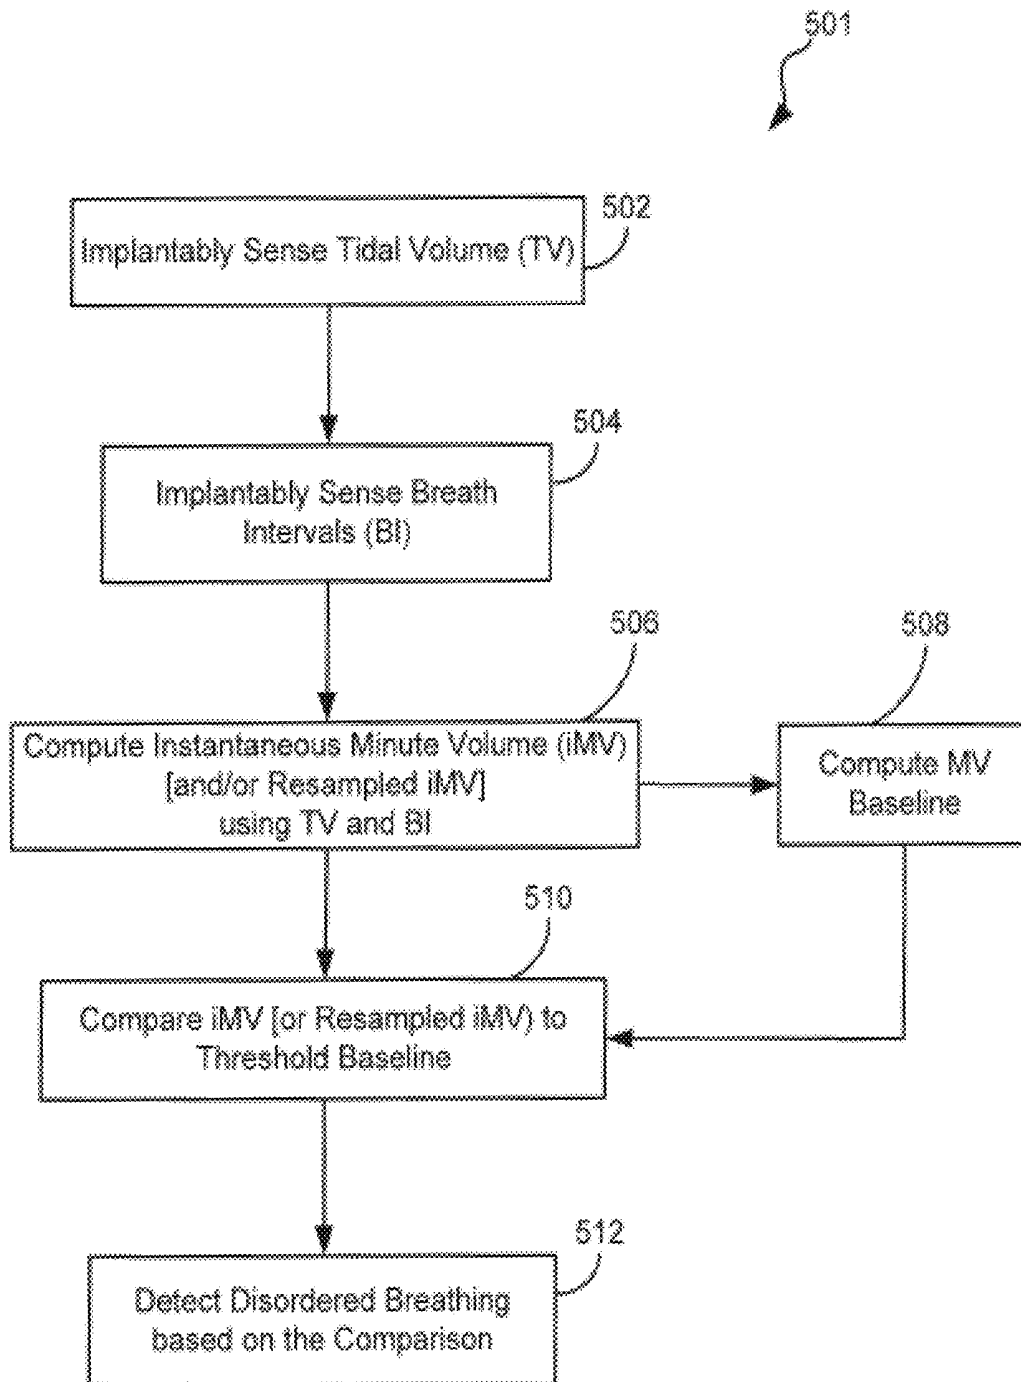 501
502
Implantably Sense Tidal Volume (TV)
504
Implantably Sense Breath
Intervals (BI)
506
508
Compute Instantaneous Minute Volume (iMV)
[and/or Resampled iMV]
using TV and BI
Compute MV
Baseline
510
Compare iMV [or Resampled iMV) to
Threshold Baseline
512
Detect Disordered Breathing
based on the Comparison